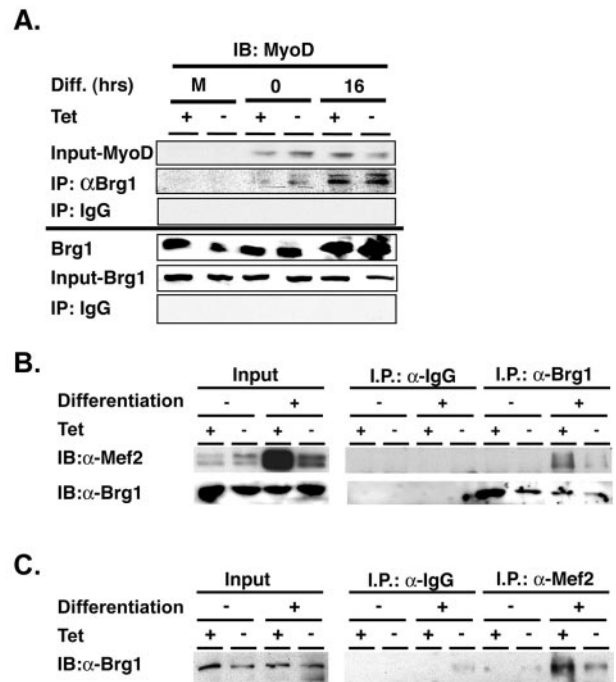 A.
IB: MyoD
Diff. (hrs) M 0 16
Tet + - + - + -
Input-MyoD
IP: αBrg1
IP: IgG
Brg1
Input-Brg1
IP: IgG
B.
Input I.P.: α-IgG I.P.: α-Brg1
Differentiation - + - + - +
Tet + - + - + - + - + - + -
IB:α-Mef2
IB:α-Brg1
C.
Input I.P.: α-IgG I.P.: α-Mef2
Differentiation - + - + - +
Tet + - + - + - + - + - + -
IB:α-Brg1